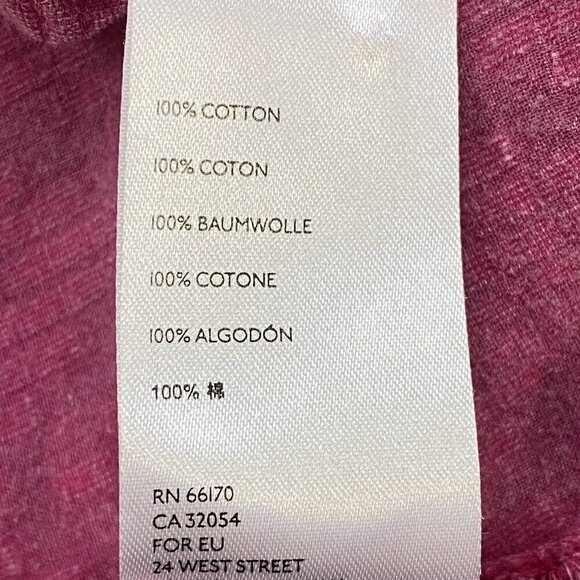 100% COTTON
100% COTON
100% BAUMWOLLE
100% COTONE
100% ALGODÓN
100% 棉
RN 66170
CA 32054
FOR EU
24 WEST STREET